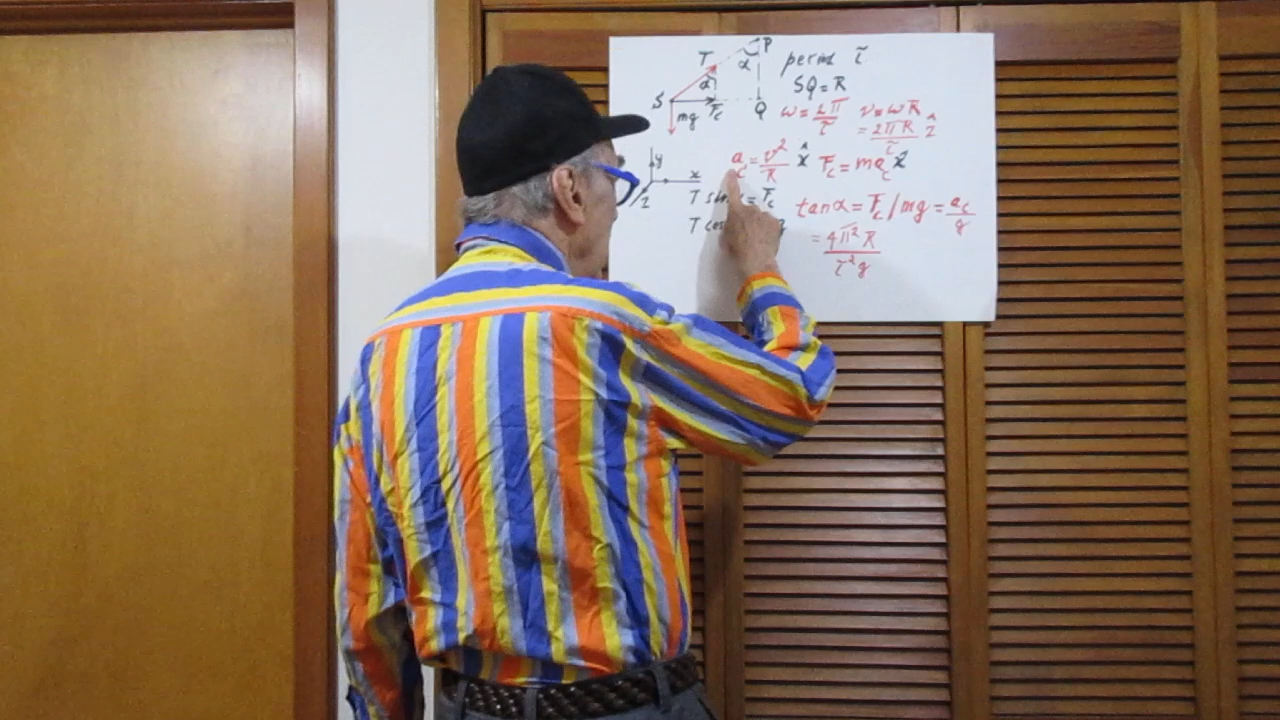 P
T α period τ
α SQ = R
S Q
mg Fc ω = 2π/τ v = ωR
= 2πR/τ ẑ
y ac = v²/R x̂ Fc = mac x̂
x
z T sin = Fc tanα = Fc/mg = ac/g
T cos g
= 4π²R/τ²g